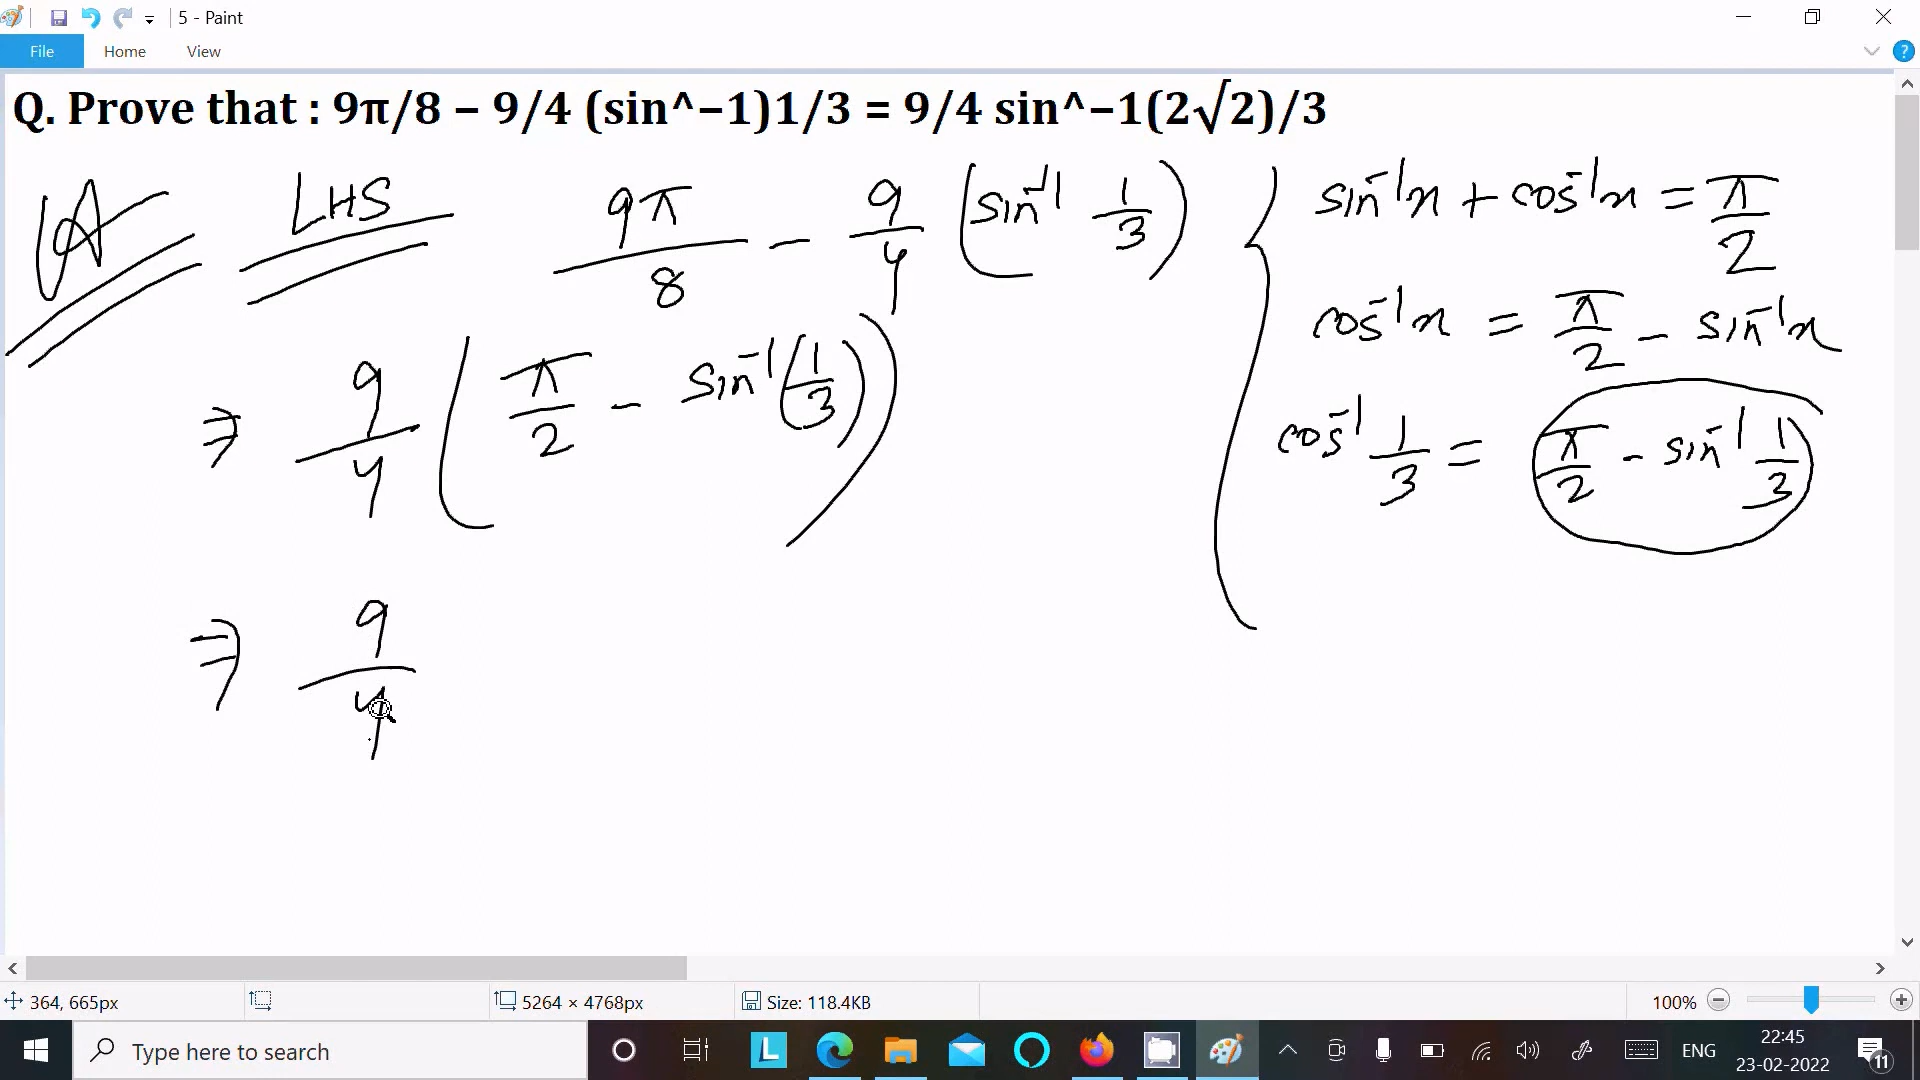 5 - Paint
File Home View
Q. Prove that : 9π/8 − 9/4 (sin^−1)1/3 = 9/4 sin^−1(2√2)/3
A LHS 9π/8 − 9/4 (sin⁻¹ 1/3)
⇒ 9/4 (π/2 − sin⁻¹(1/3))
⇒ 9/4
sin⁻¹x + cos⁻¹x = π/2
cos⁻¹x = π/2 − sin⁻¹x
cos⁻¹ 1/3 = π/2 − sin⁻¹ 1/3
364, 665px 5264 × 4768px Size: 118.4KB 100%
Type here to search L ENG 22:45
23-02-2022 11